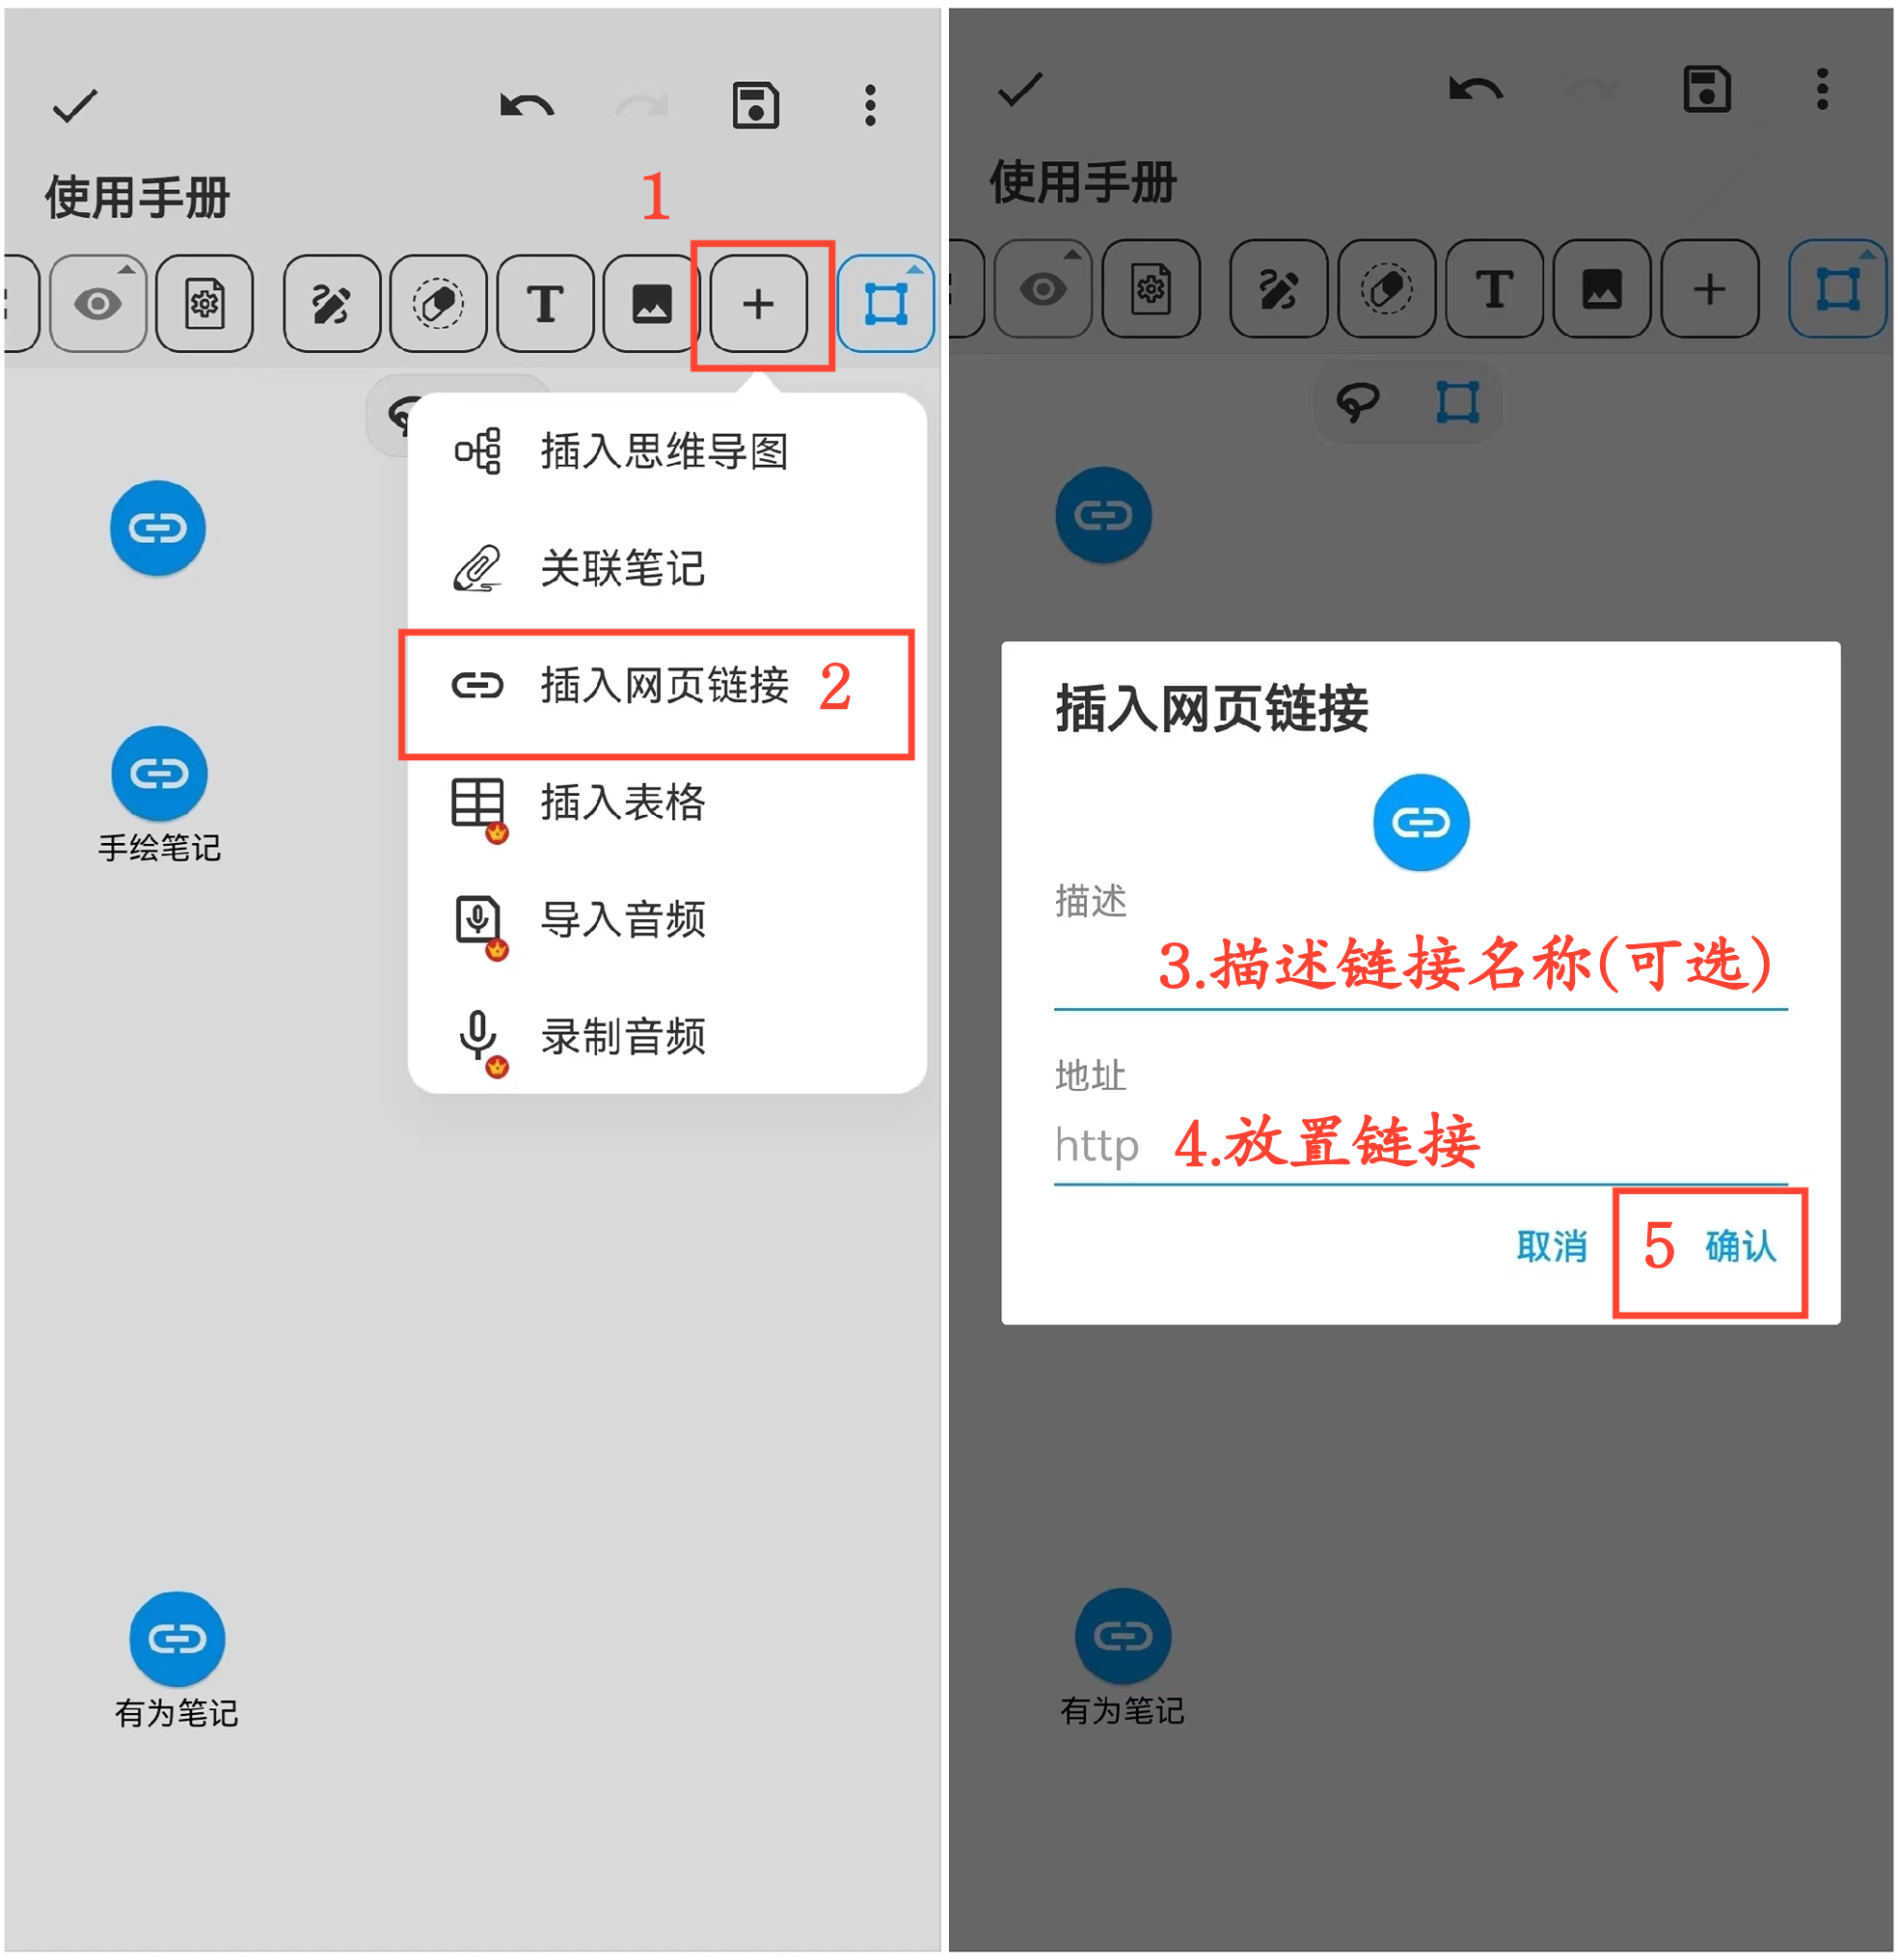 使用手册
1
插入思维导图
关联笔记
插入网页链接 2
插入表格
导入音频
录制音频
手绘笔记
有为笔记
使用手册
插入网页链接
描述
3.描述链接名称(可选)
地址
http 4.放置链接
取消 5 确认
有为笔记